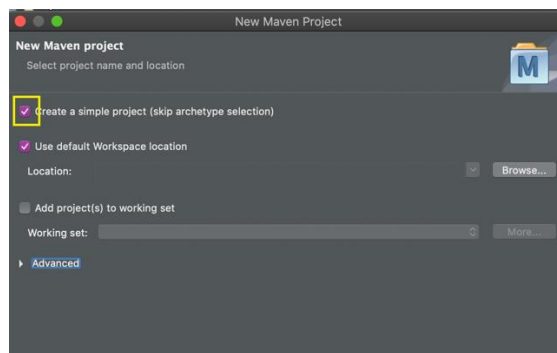 New Maven Project
New Maven project
Select project name and location
M
Create a simple project (skip archetype selection)
Use default Workspace location
Location:
Browse...
Add project(s) to working set
Working set:
More...
Advanced